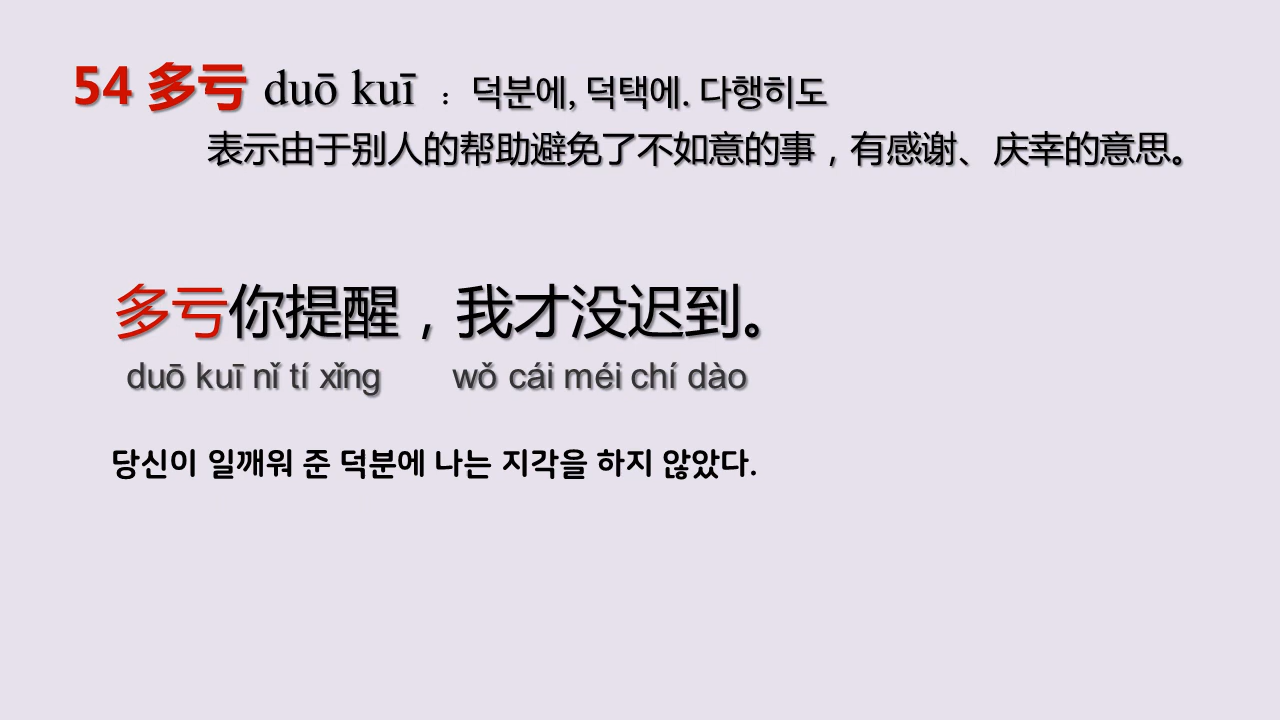 54 多亏 duō kuī ：덕분에, 덕택에. 다행히도
表示由于别人的帮助避免了不如意的事，有感谢、庆幸的意思。
多亏你提醒，我才没迟到。
duō kuī nǐ tí xǐng wǒ cái méi chí dào
당신이 일깨워 준 덕분에 나는 지각을 하지 않았다.